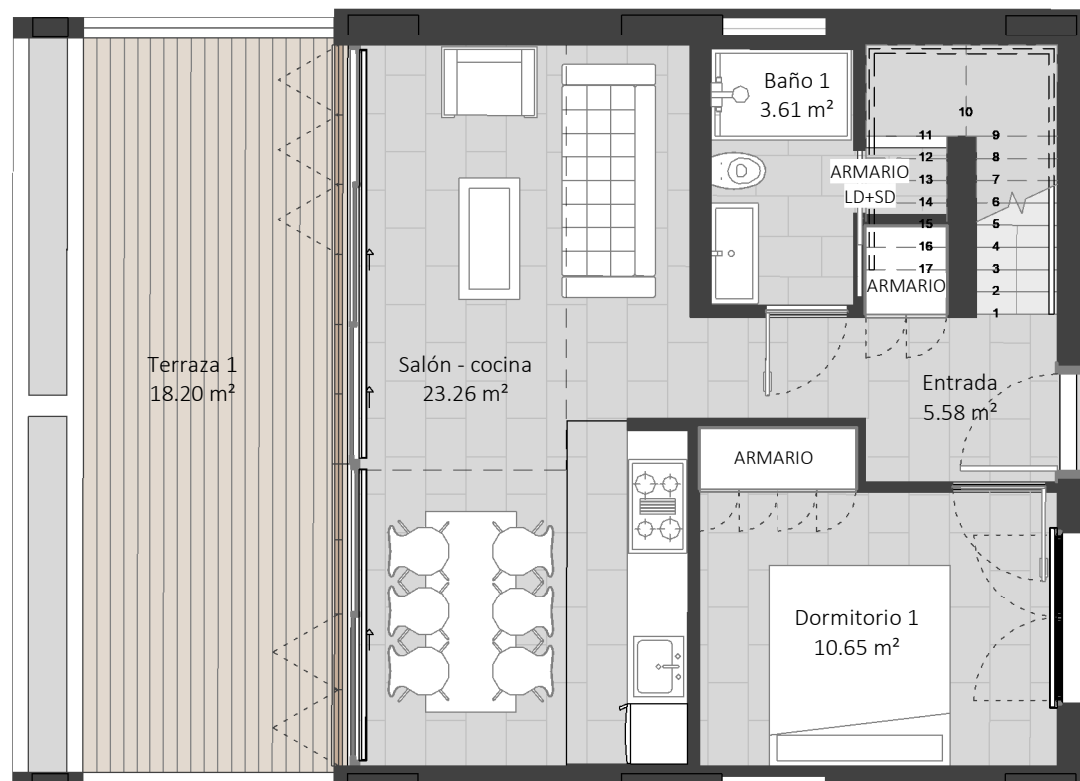 Baño 1
3.61 m²
10
11
9
12
8
ARMARIO
13
7
LD+SD
14
6
15
5
16
4
17
3
ARMARIO
2
1
Terraza 1
18.20 m²
Salón - cocina
23.26 m²
Entrada
5.58 m²
ARMARIO
Dormitorio 1
10.65 m²